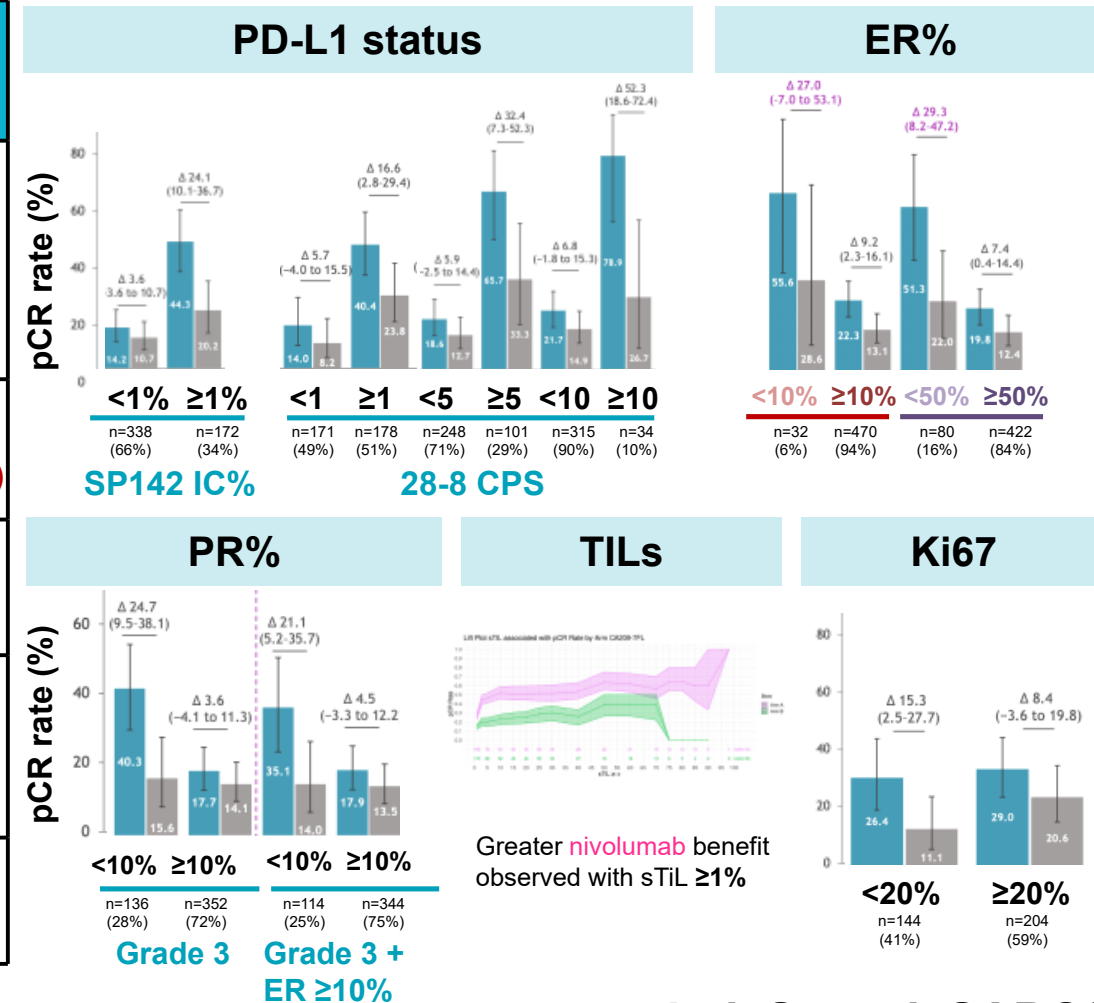 PD-L1 status
pCR rate (%)
80
60
40
20
0
Δ 3.6
-3.6 to 10.7)
14.2
10.7
Δ 24.1
(10.1-36.7)
44.3
20.2
Δ 5.7
(−4.0 to 15.5)
14.0
8.2
Δ 16.6
(2.8-29.4)
40.4
23.8
Δ 5.9
(-2.5 to 14.4)
18.6
12.7
Δ 32.4
(7.3-52.3)
65.7
33.3
Δ 6.8
(−1.8 to 15.3)
21.7
14.9
Δ 52.3
(18.6-72.4)
78.9
26.7
<1% ≥1% <1 ≥1 <5 ≥5 <10 ≥10
n=338 n=172 n=171 n=178 n=248 n=101 n=315 n=34
(66%) (34%) (49%) (51%) (71%) (29%) (90%) (10%)
SP142 IC% 28-8 CPS
ER%
Δ 27.0
(-7.0 to 53.1)
55.6
28.6
Δ 9.2
(2.3-16.1)
22.3
13.1
Δ 29.3
(8.2-47.2)
51.3
22.0
Δ 7.4
(0.4-14.4)
19.8
12.4
<10% ≥10% <50% ≥50%
n=32 n=470 n=80 n=422
(6%) (94%) (16%) (84%)
PR%
pCR rate (%)
60
40
20
0
Δ 24.7
(9.5-38.1)
40.3
15.6
Δ 3.6
(−4.1 to 11.3)
17.7
14.1
Δ 21.1
(5.2-35.7)
35.1
14.0
Δ 4.5
(−3.3 to 12.2
17.9
13.5
<10% ≥10% <10% ≥10%
n=136 n=352 n=114 n=344
(28%) (72%) (25%) (75%)
Grade 3 Grade 3 +
ER ≥10%
TILs
Greater nivolumab benefit
observed with sTiL ≥1%
Ki67
80
60
40
20
0
Δ 15.3
(2.5-27.7)
26.4
11.1
Δ 8.4
(−3.6 to 19.8)
29.0
20.6
<20% ≥20%
n=144 n=204
(41%) (59%)